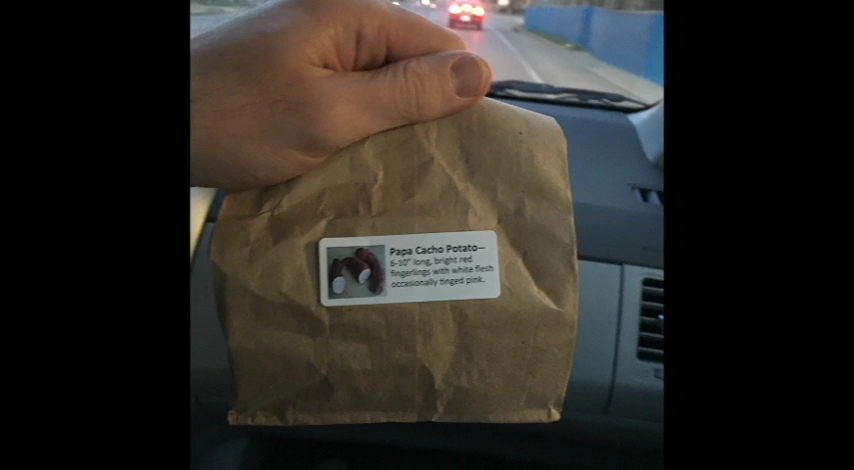 Papa Cacho Potato—
6-10" long, bright red
fingerlings with white flesh
occasionally tinged pink.